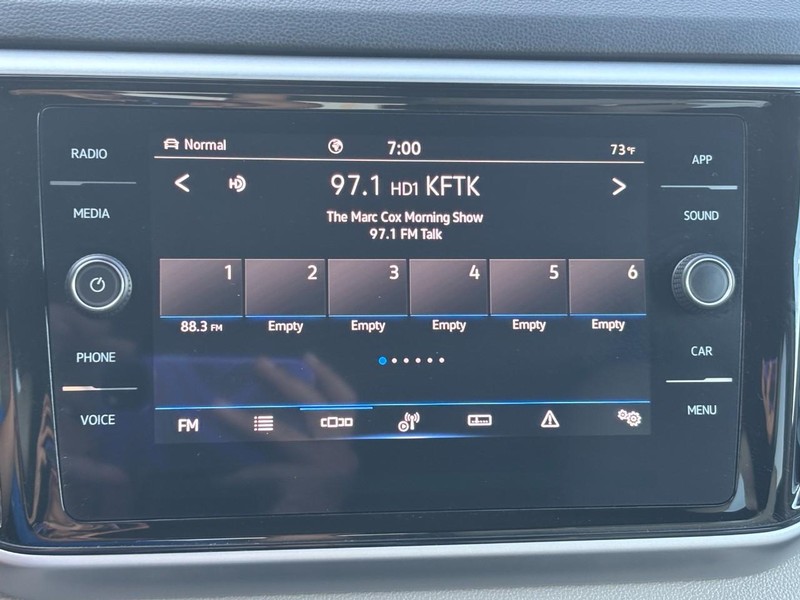 RADIO
MEDIA
PHONE
VOICE
Normal 7:00 73°F
HD 97.1 HD1 KFTK
The Marc Cox Morning Show
97.1 FM Talk
1 2 3 4 5 6
88.3 FM Empty Empty Empty Empty Empty
FM
APP
SOUND
CAR
MENU